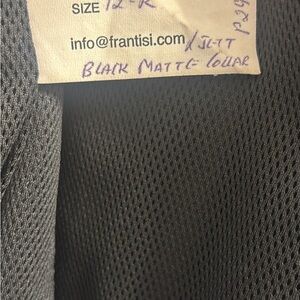 SIZE 12-R
info@frantisi.com / JETT
BLACK MATTE COLLAR